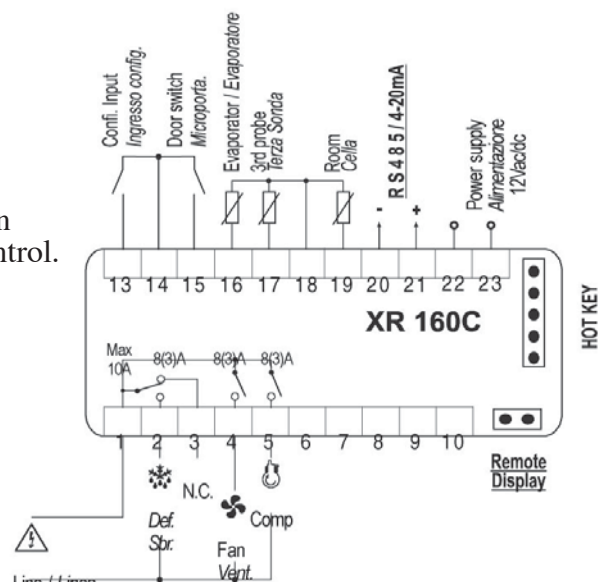 Confi. Input
Ingresso config.
Door switch
Microporta.
Evaporator / Evaporatore
3rd probe
Terza Sonda
Room
Cella
RS485 / 4-20mA
Power supply
Alimentazione
12Vac/dc
- +
ntrol.
13 14 15 16 17 18 19 20 21 22 23
XR 160C
HOT KEY
Max
10A
8(3)A 8(3)A 8(3)A
1 2 3 4 5 6 7 8 9 10
Remote
Display
N.C.
Def.
Sbr.
Comp
Fan
Vent.
Line / Linea